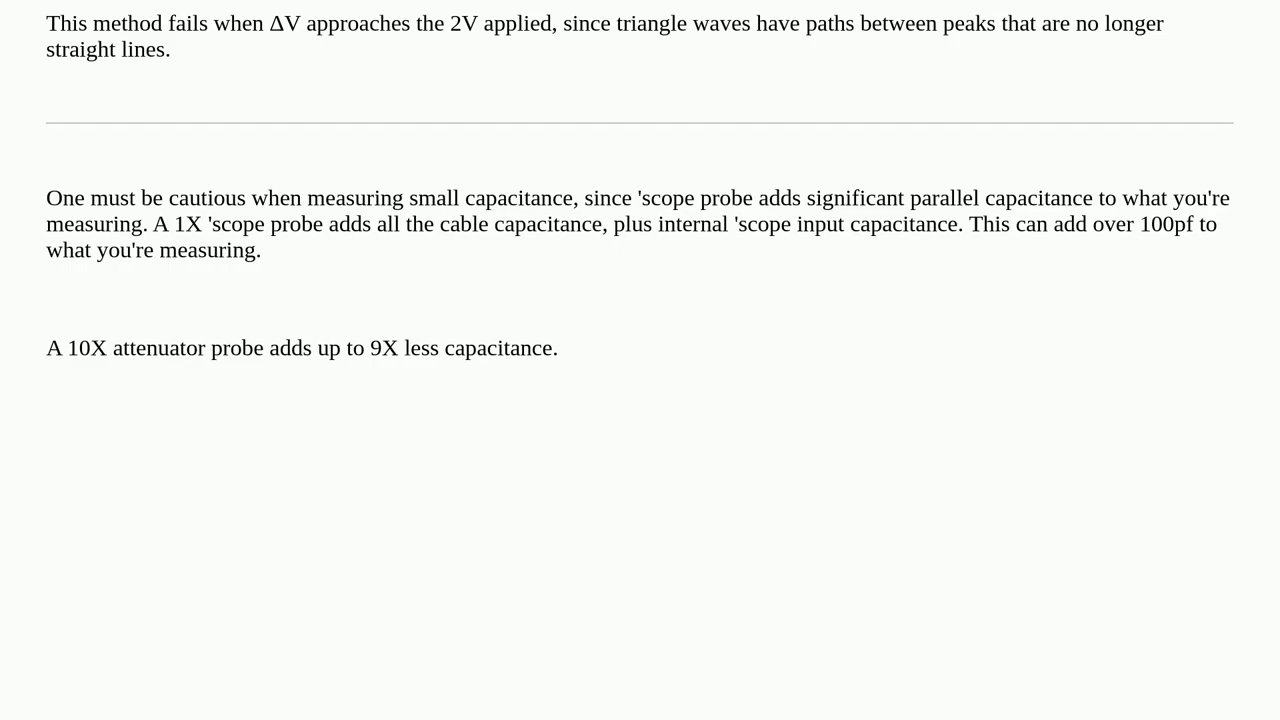 This method fails when ΔV approaches the 2V applied, since triangle waves have paths between peaks that are no longer
straight lines.
One must be cautious when measuring small capacitance, since 'scope probe adds significant parallel capacitance to what you're
measuring. A 1X 'scope probe adds all the cable capacitance, plus internal 'scope input capacitance. This can add over 100pf to
what you're measuring.
A 10X attenuator probe adds up to 9X less capacitance.